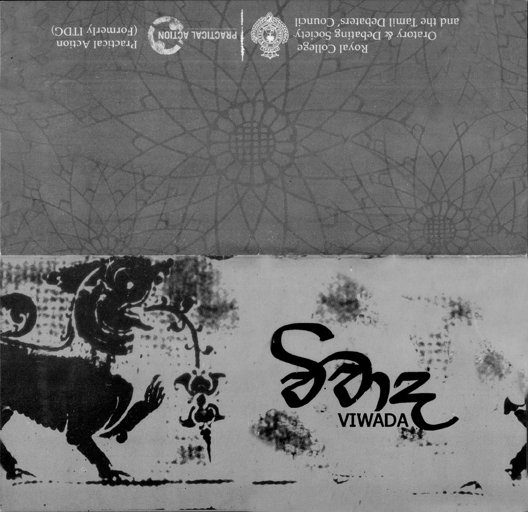 Practical Action
(Formerly ITDG)
PRACTICAL ACTION
Royal College
Oratory & Debating Society
and the Tamil Debaters' Council
විවාද
VIWADA